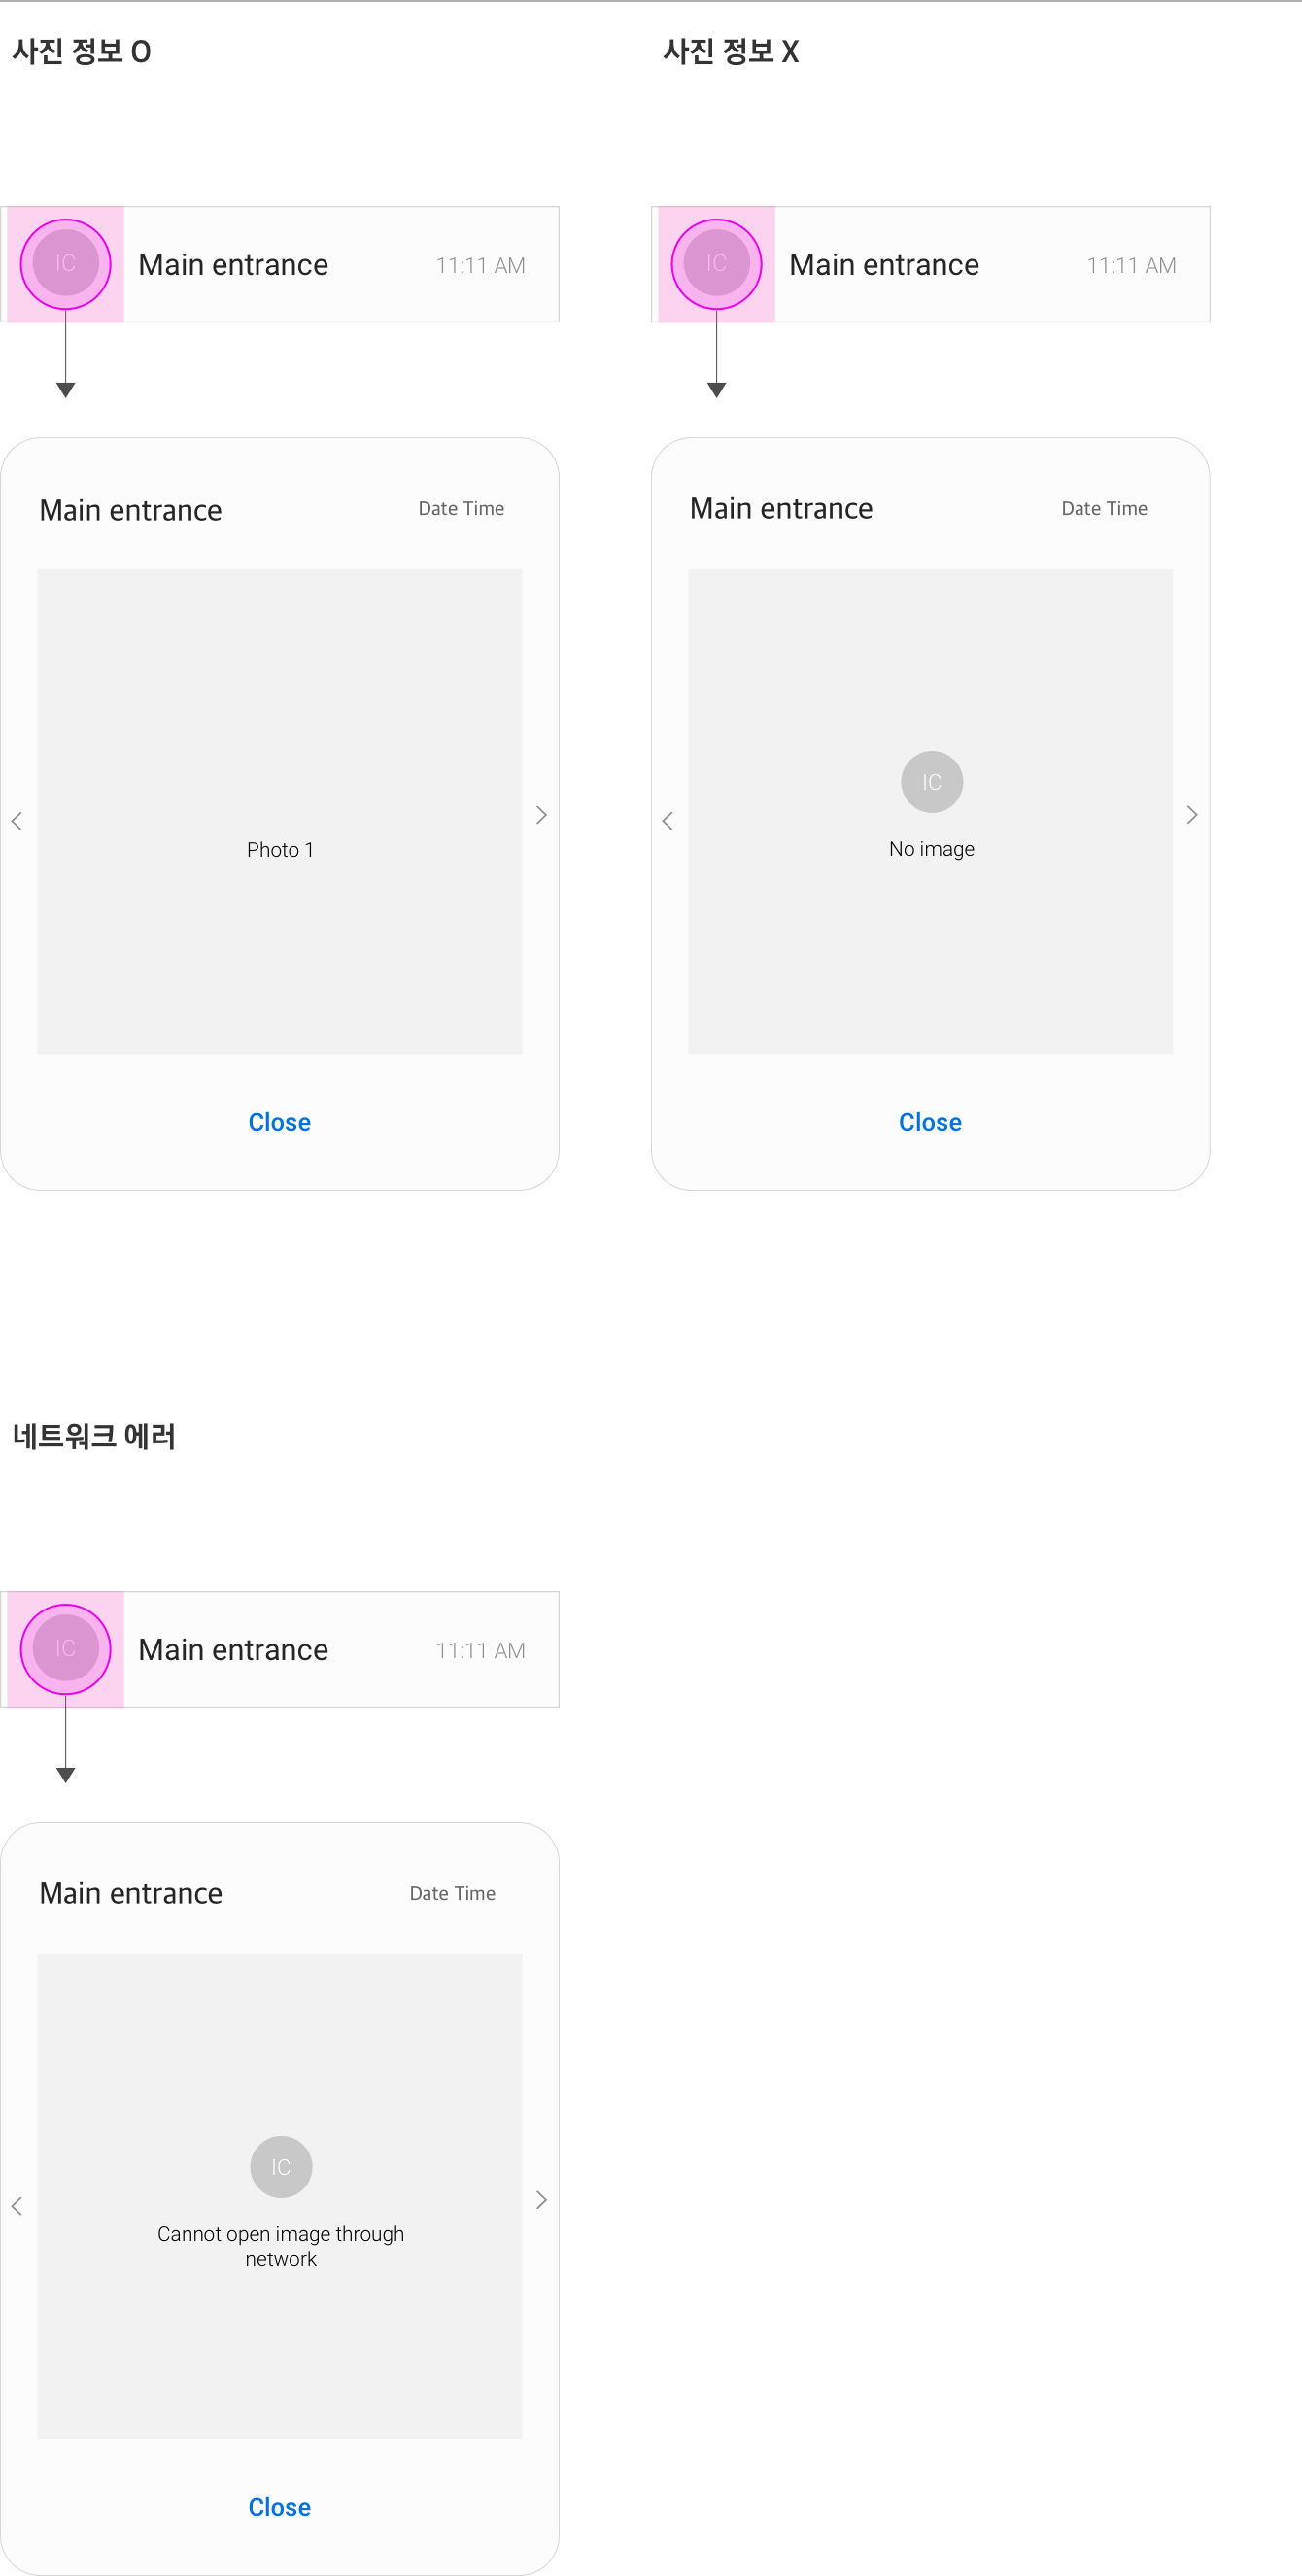 사진 정보 O
IC
Main entrance
11:11 AM
Main entrance
Date Time
Photo 1
Close
사진 정보 X
IC
Main entrance
11:11 AM
Main entrance
Date Time
IC
No image
Close
네트워크 에러
IC
Main entrance
11:11 AM
Main entrance
Date Time
IC
Cannot open image through
network
Close